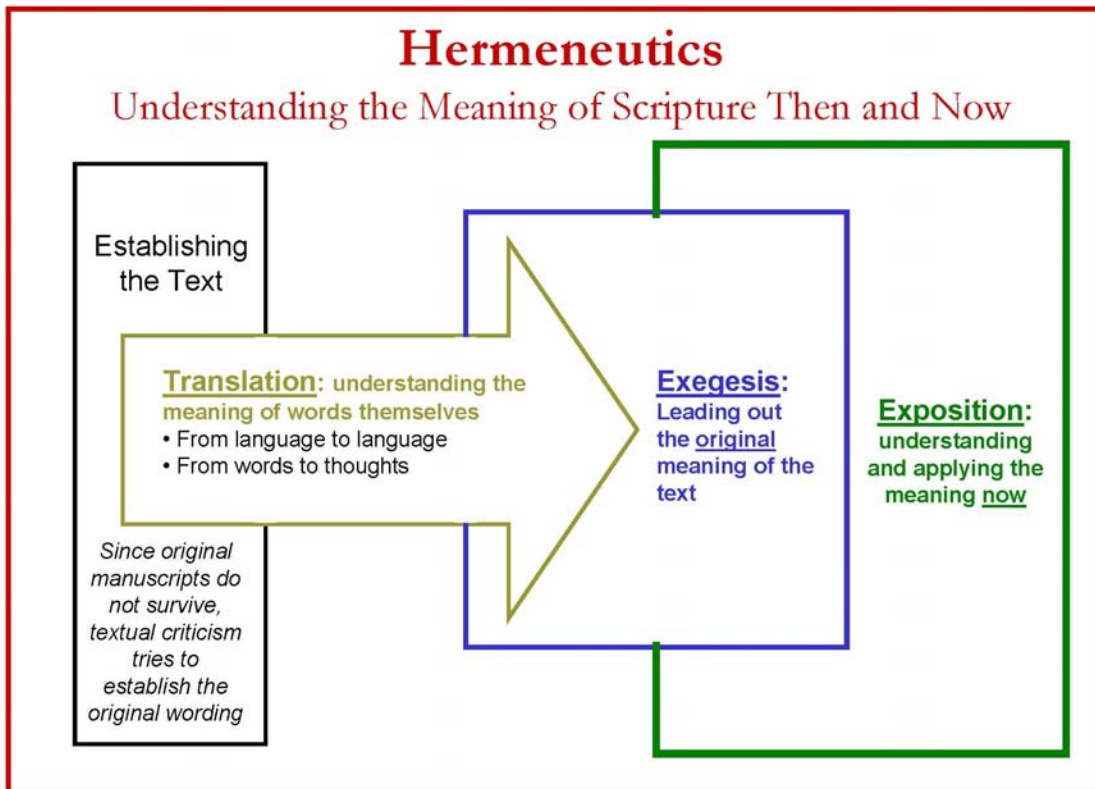 Hermeneutics
Understanding the Meaning of Scripture Then and Now
Establishing
the Text
Since original
manuscripts do
not survive,
textual criticism
tries to
establish the
original wording
Translation: understanding the
meaning of words themselves
• From language to language
• From words to thoughts
Exegesis:
Leading out
the original
meaning of the
text
Exposition:
understanding
and applying the
meaning now